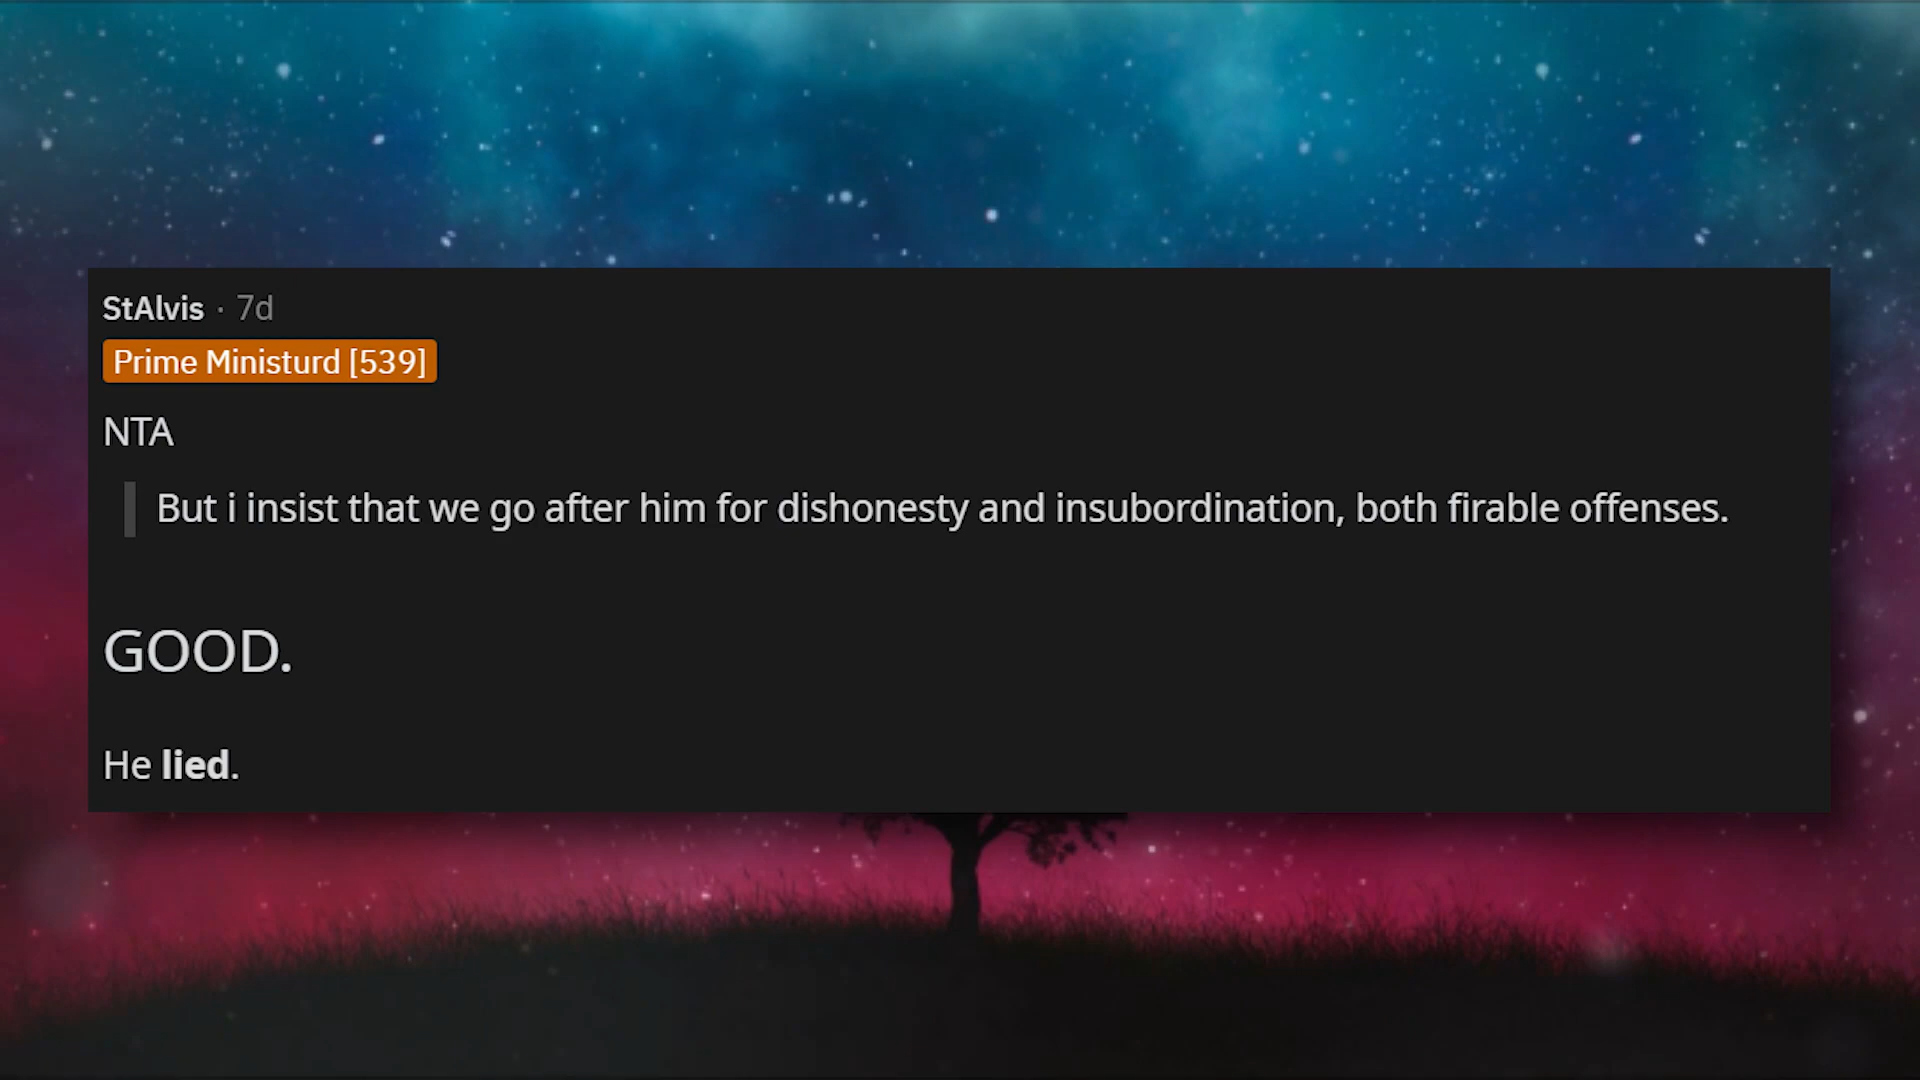 StAlvis · 7d
Prime Ministurd [539]
NTA
But i insist that we go after him for dishonesty and insubordination, both firable offenses.
GOOD.
He lied.